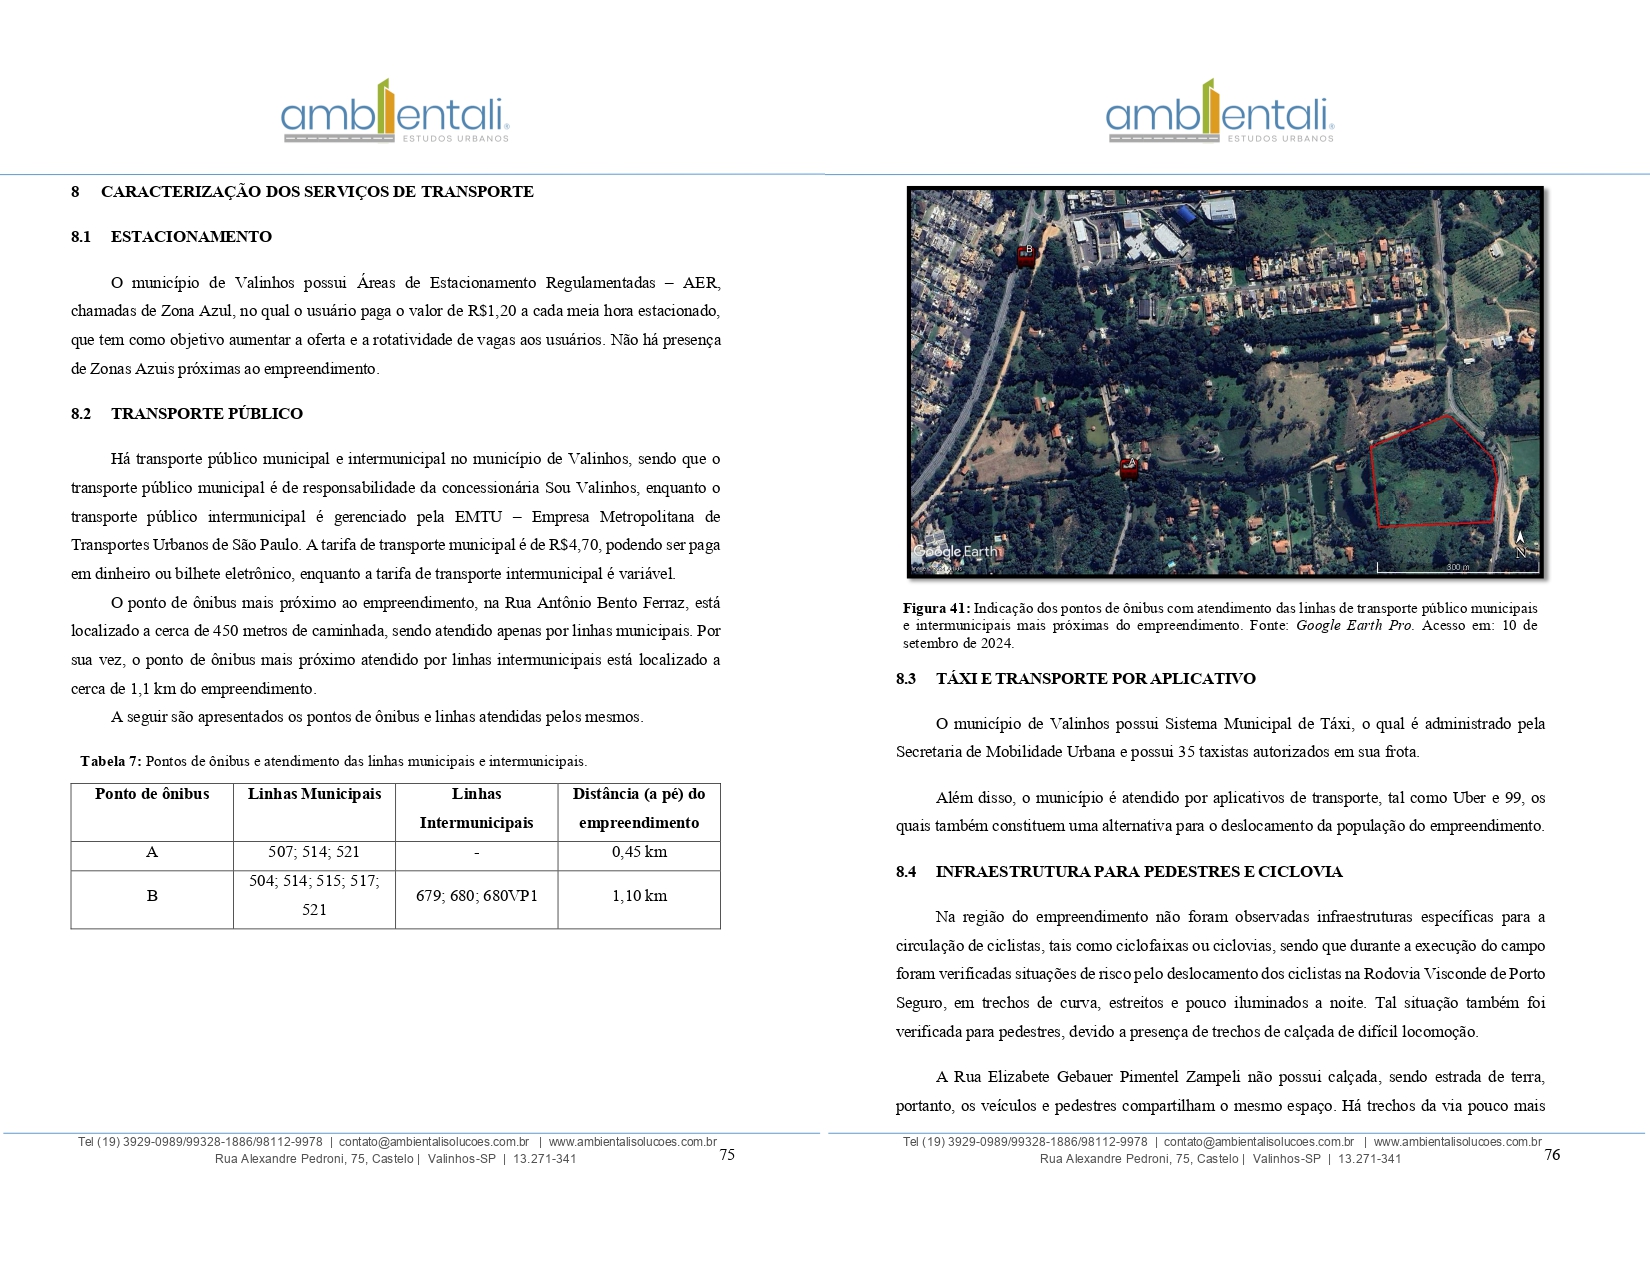 ambientali®
ESTUDOS URBANOS
8 CARACTERIZAÇÃO DOS SERVIÇOS DE TRANSPORTE
8.1 ESTACIONAMENTO
O município de Valinhos possui Áreas de Estacionamento Regulamentadas – AER,
chamadas de Zona Azul, no qual o usuário paga o valor de R$1,20 a cada meia hora estacionado,
que tem como objetivo aumentar a oferta e a rotatividade de vagas aos usuários. Não há presença
de Zonas Azuis próximas ao empreendimento.
8.2 TRANSPORTE PÚBLICO
Há transporte público municipal e intermunicipal no município de Valinhos, sendo que o
transporte público municipal é de responsabilidade da concessionária Sou Valinhos, enquanto o
transporte público intermunicipal é gerenciado pela EMTU – Empresa Metropolitana de
Transportes Urbanos de São Paulo. A tarifa de transporte municipal é de R$4,70, podendo ser paga
em dinheiro ou bilhete eletrônico, enquanto a tarifa de transporte intermunicipal é variável.
O ponto de ônibus mais próximo ao empreendimento, na Rua Antônio Bento Ferraz, está
localizado a cerca de 450 metros de caminhada, sendo atendido apenas por linhas municipais. Por
sua vez, o ponto de ônibus mais próximo atendido por linhas intermunicipais está localizado a
cerca de 1,1 km do empreendimento.
A seguir são apresentados os pontos de ônibus e linhas atendidas pelos mesmos.
Tabela 7: Pontos de ônibus e atendimento das linhas municipais e intermunicipais.
Ponto de ônibus Linhas Municipais Linhas Intermunicipais Distância (a pé) do empreendimento
A 507; 514; 521 - 0,45 km
B 504; 514; 515; 517; 521 679; 680; 680VP1 1,10 km
Tel (19) 3929-0989/99328-1886/98112-9978 | contato@ambientalisolucoes.com.br | www.ambientalisolucoes.com.br
Rua Alexandre Pedroni, 75, Castelo | Valinhos-SP | 13.271-341
75
ambientali®
ESTUDOS URBANOS
B
A
Google Earth
300 m
N
Figura 41: Indicação dos pontos de ônibus com atendimento das linhas de transporte público municipais
e intermunicipais mais próximas do empreendimento. Fonte: Google Earth Pro. Acesso em: 10 de
setembro de 2024.
8.3 TÁXI E TRANSPORTE POR APLICATIVO
O município de Valinhos possui Sistema Municipal de Táxi, o qual é administrado pela
Secretaria de Mobilidade Urbana e possui 35 taxistas autorizados em sua frota.
Além disso, o município é atendido por aplicativos de transporte, tal como Uber e 99, os
quais também constituem uma alternativa para o deslocamento da população do empreendimento.
8.4 INFRAESTRUTURA PARA PEDESTRES E CICLOVIA
Na região do empreendimento não foram observadas infraestruturas específicas para a
circulação de ciclistas, tais como ciclofaixas ou ciclovias, sendo que durante a execução do campo
foram verificadas situações de risco pelo deslocamento dos ciclistas na Rodovia Visconde de Porto
Seguro, em trechos de curva, estreitos e pouco iluminados a noite. Tal situação também foi
verificada para pedestres, devido a presença de trechos de calçada de difícil locomoção.
A Rua Elizabete Gebauer Pimentel Zampeli não possui calçada, sendo estrada de terra,
portanto, os veículos e pedestres compartilham o mesmo espaço. Há trechos da via pouco mais
Tel (19) 3929-0989/99328-1886/98112-9978 | contato@ambientalisolucoes.com.br | www.ambientalisolucoes.com.br
Rua Alexandre Pedroni, 75, Castelo | Valinhos-SP | 13.271-341
76